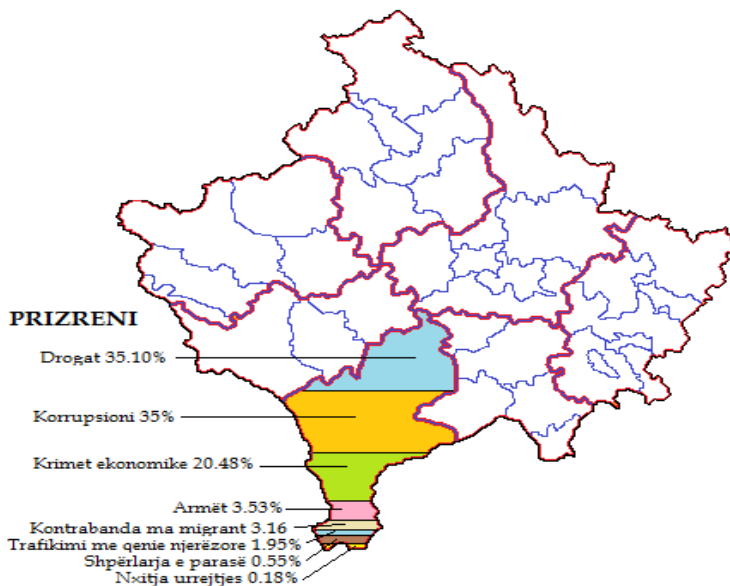 PRIZRENI
Drogat 35.10%
Korrupsioni 35%
Krimet ekonomike 20.48%
Armët 3.53%
Kontrabanda ma migrant 3.16
Trafikimi me qenie njerëzore 1.95%
Shpërlarja e parasë 0.55%
Nxitja urrejtjes 0.18%